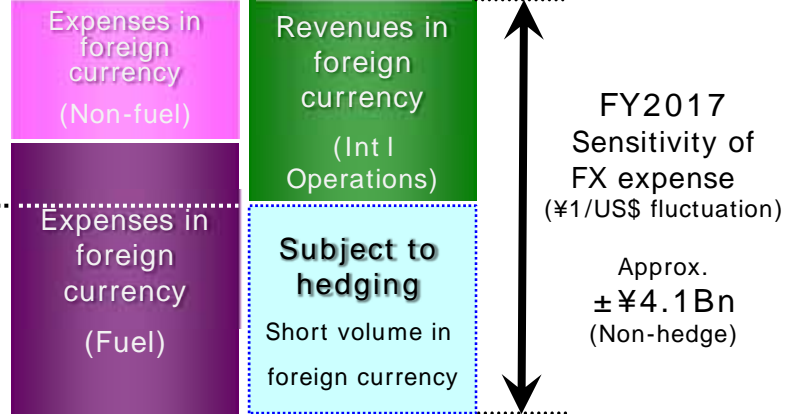 Expenses in
foreign
currency
(Non-fuel)
Expenses in
foreign
currency
(Fuel)
Revenues in
foreign
currency
(Int l
Operations)
Subject to
hedging
Short volume in
foreign currency
FY2017
Sensitivity of
FX expense
(¥1/US$ fluctuation)
Approx.
±¥4.1Bn
(Non-hedge)